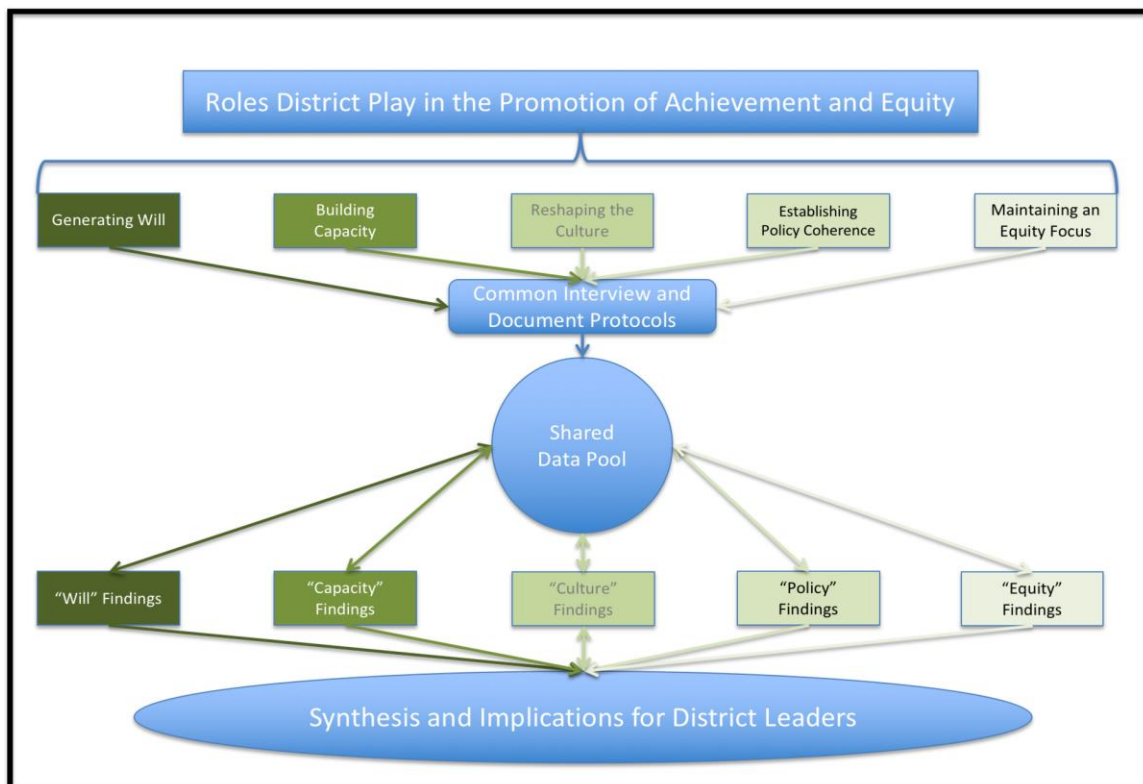 Roles District Play in the Promotion of Achievement and Equity
Generating Will
Building
Capacity
Reshaping the
Culture
Establishing
Policy Coherence
Maintaining an
Equity Focus
Common Interview and
Document Protocols
Shared
Data Pool
“Will” Findings
“Capacity”
Findings
“Culture”
Findings
“Policy”
Findings
“Equity”
Findings
Synthesis and Implications for District Leaders